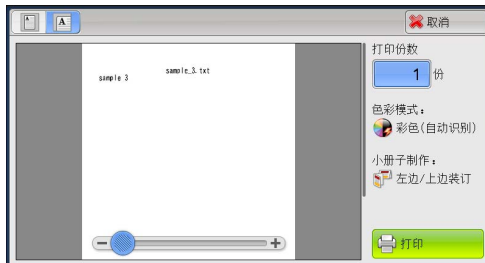 A
A
取消
sample_3.txt
sample 3
打印份数
1 份
色彩模式：
彩色(自动识别)
小册子制作：
左边/上边装订
打印